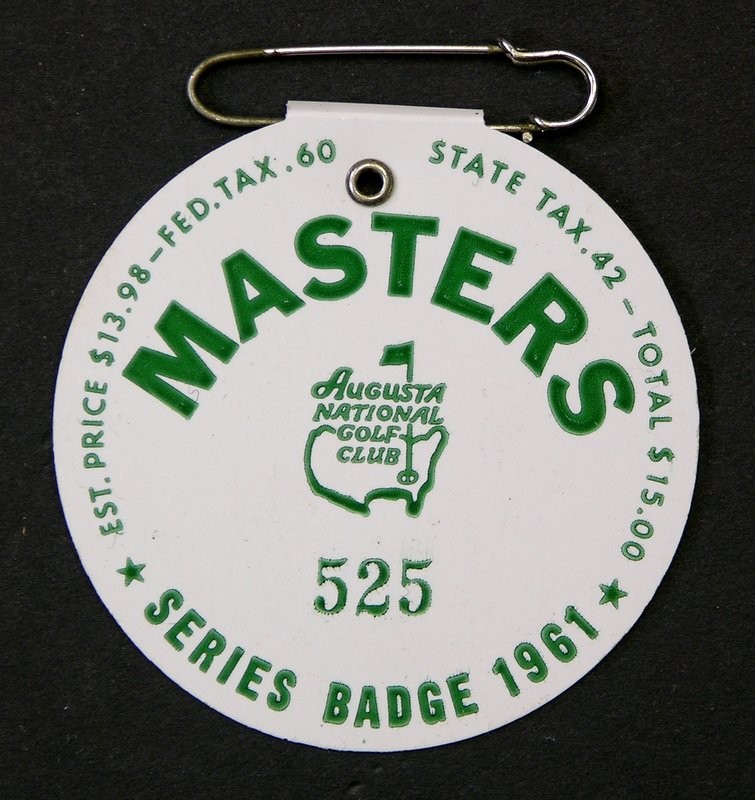 EST. PRICE $13.98–FED.TAX.60 STATE TAX.42–TOTAL $15.00
MASTERS
AUGUSTA
NATIONAL
GOLF
CLUB
525
★ SERIES BADGE 1961 ★